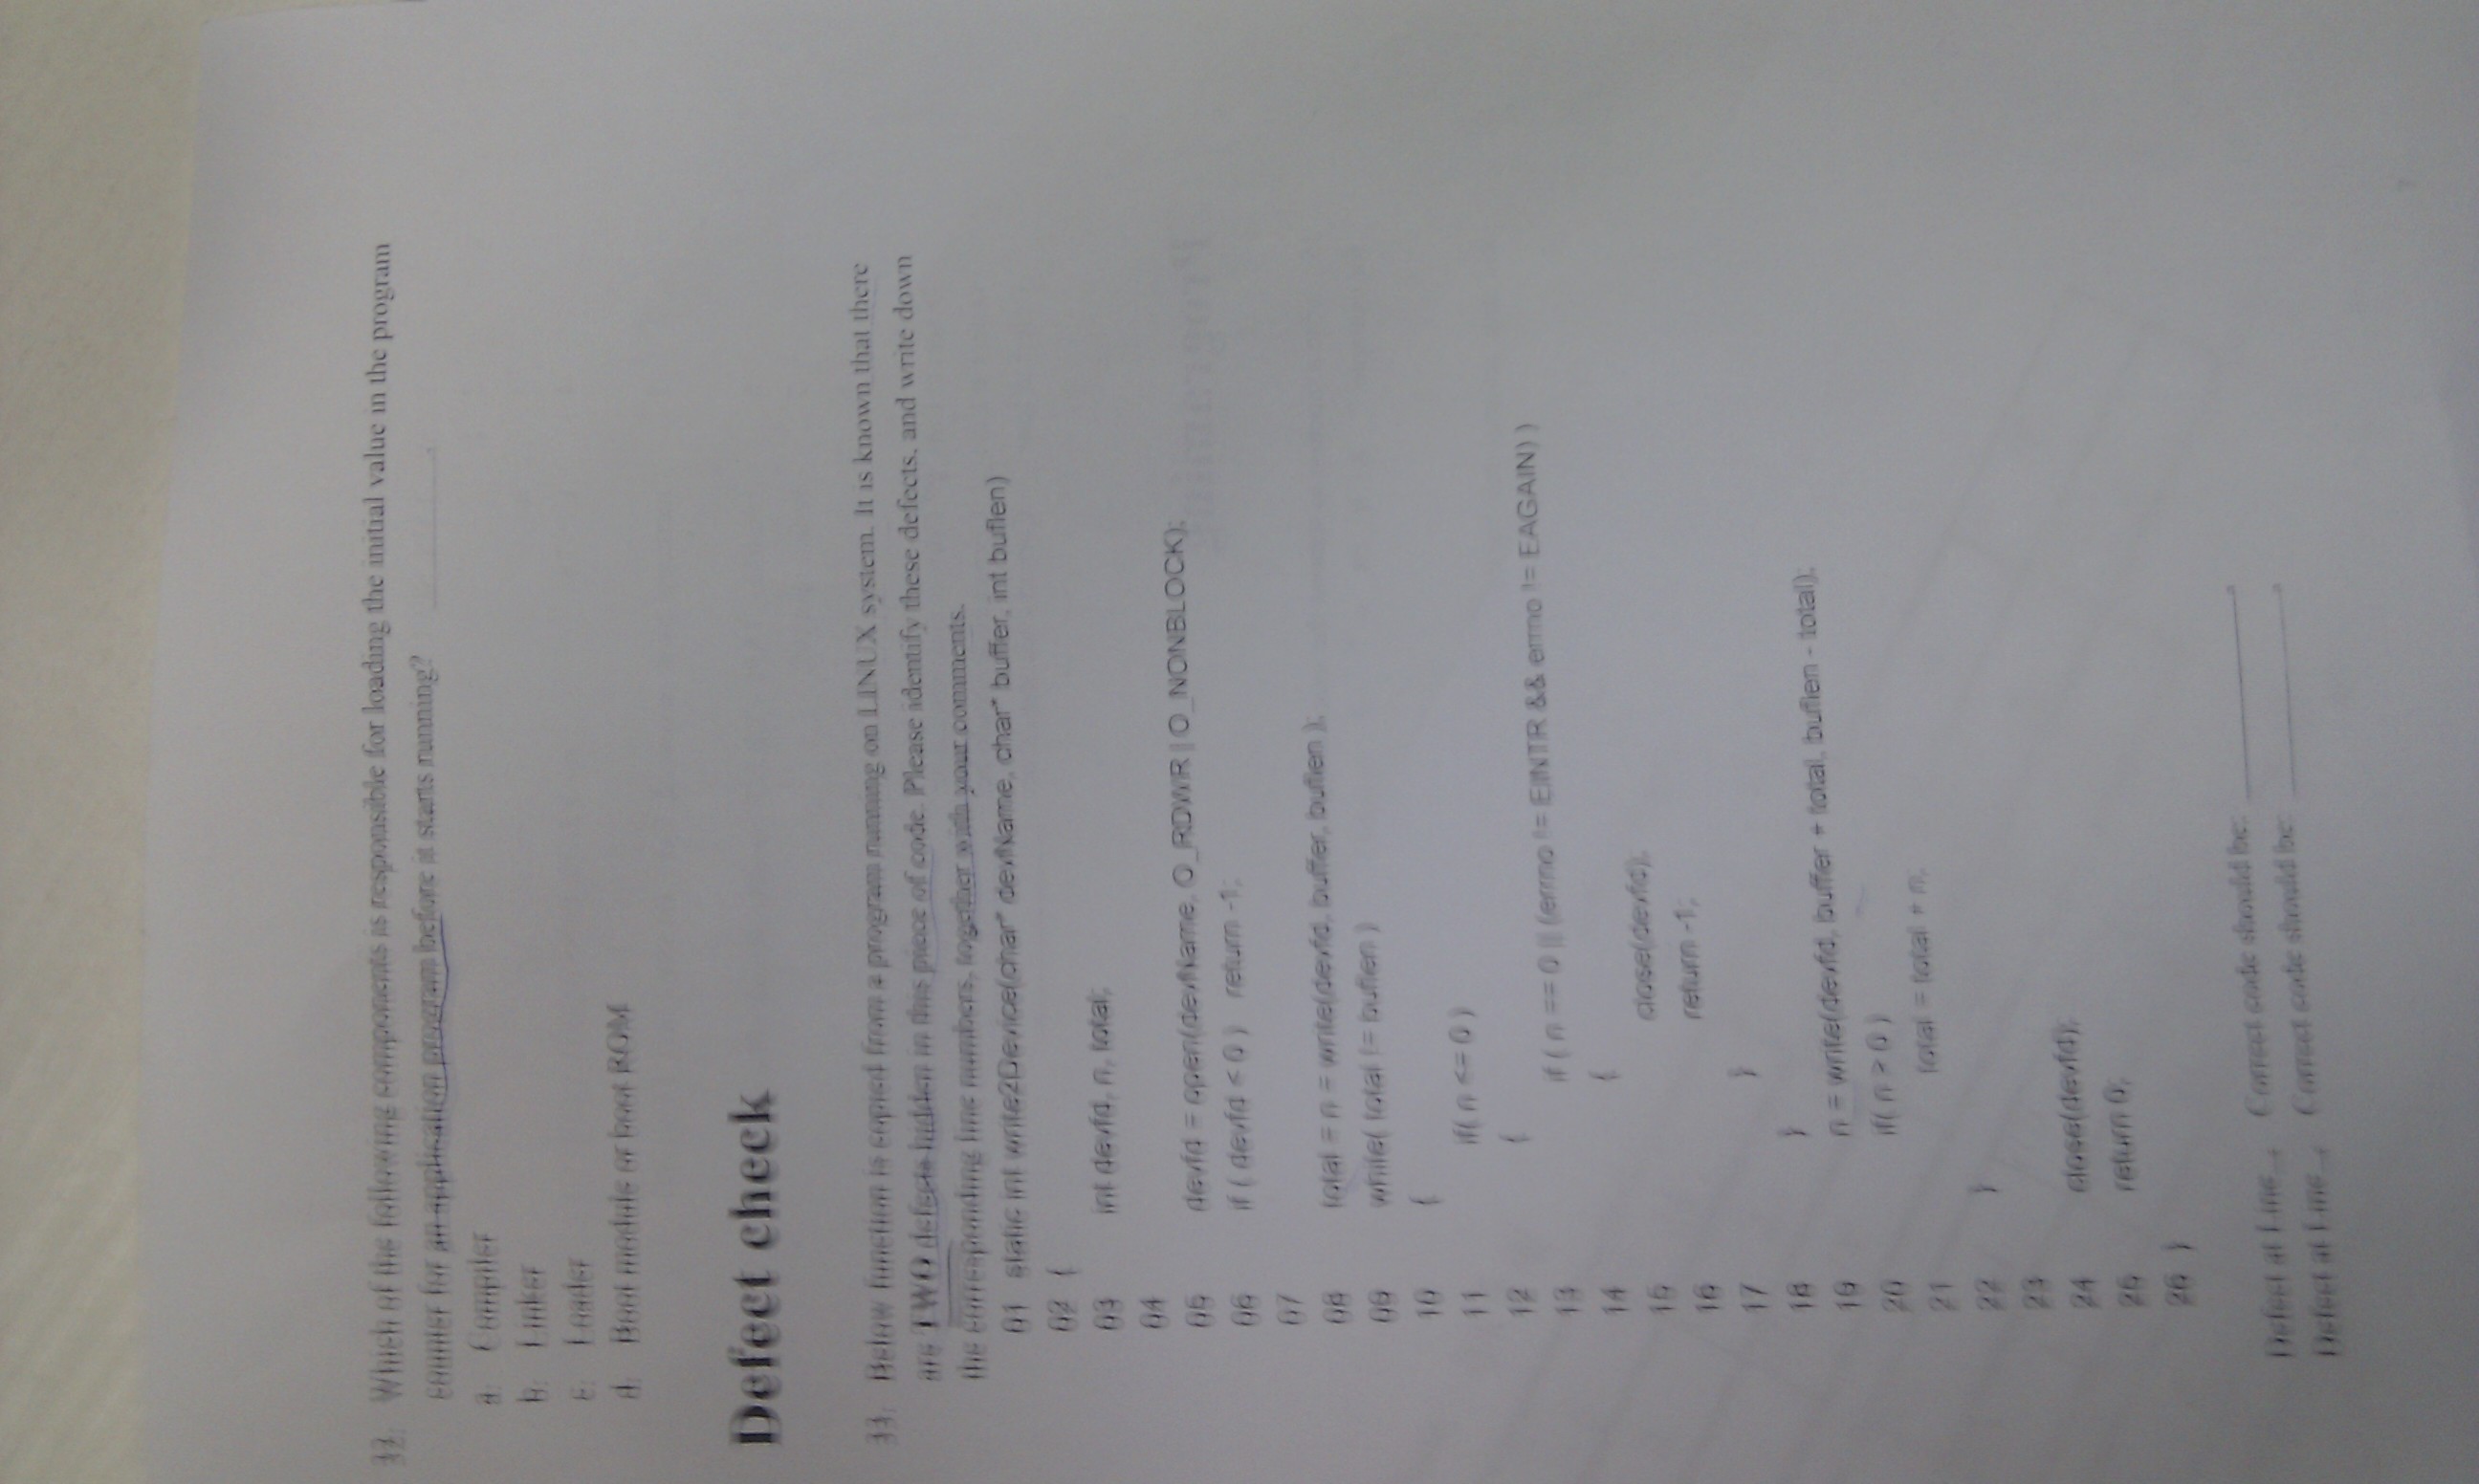 32. Which of the following components is responsible for loading the initial value in the program
counter for an application program before it starts running?
a. Compiler
b. Linker
c. Loader
d. Boot module or boot ROM
Defect check
33. Below function is copied from a program running on LINUX system. It is known that there
are TWO defects hidden in this piece of code. Please identify these defects, and write down
the corresponding line numbers, together with your comments.
01 static int write2Device(char* devName, char* buffer, int buflen)
02 {
03 int devfd, n, total;
04
05 devfd = open(devName, O_RDWR | O_NONBLOCK);
06 if ( devfd < 0 ) return -1;
07
08 total = n = write(devfd, buffer, buflen );
09 while( total != buflen )
10 {
11 if( n <= 0 )
12 {
13 if ( n == 0 || (errno != EINTR && errno != EAGAIN) )
14 {
15 close(devfd);
16 return -1;
17 }
18 }
19 n = write(devfd, buffer + total, buflen - total);
20 if( n > 0 )
21 total = total + n;
22 }
23
24 close(devfd);
25 return 0;
26 }
Defect at Line Correct code should be:
Defect at Line Correct code should be: